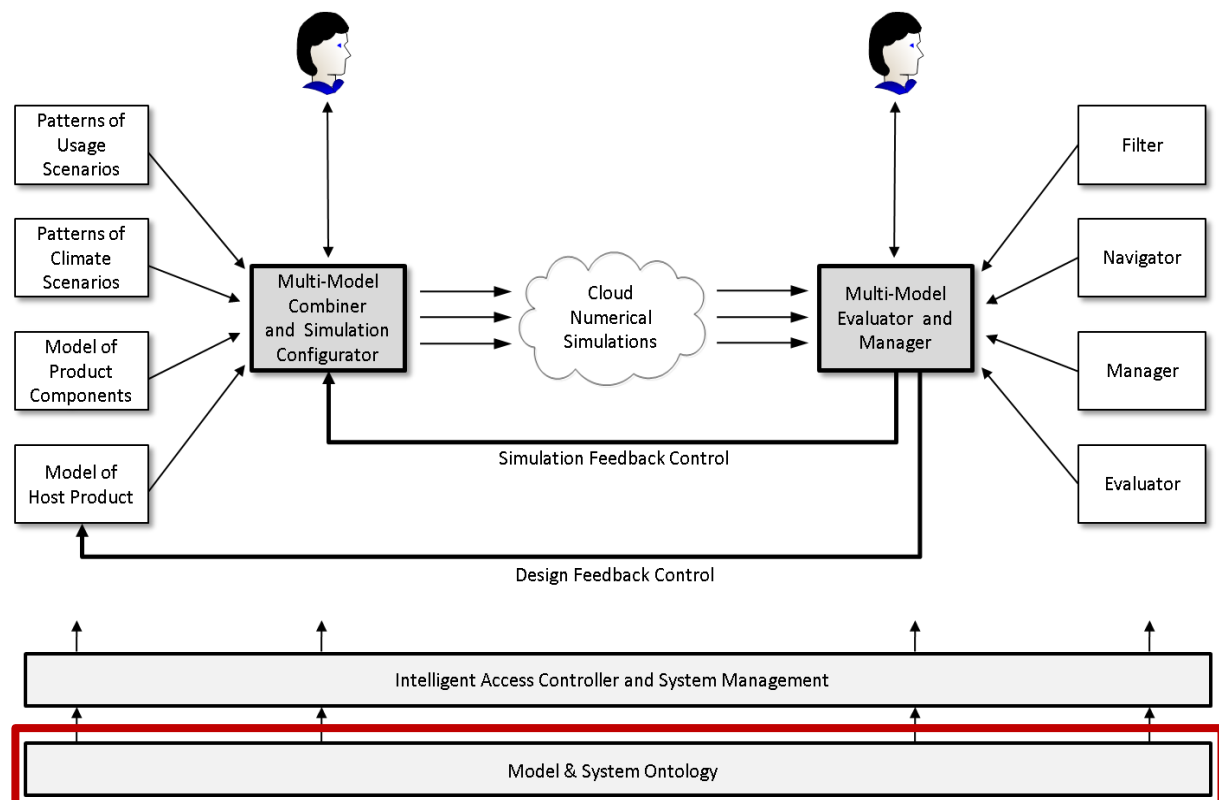 Patterns of
Usage
Scenarios
Patterns of
Climate
Scenarios
Model of
Product
Components
Model of
Host Product
Multi-Model
Combiner
and Simulation
Configurator
Cloud
Numerical
Simulations
Multi-Model
Evaluator and
Manager
Filter
Navigator
Manager
Evaluator
Simulation Feedback Control
Design Feedback Control
Intelligent Access Controller and System Management
Model & System Ontology